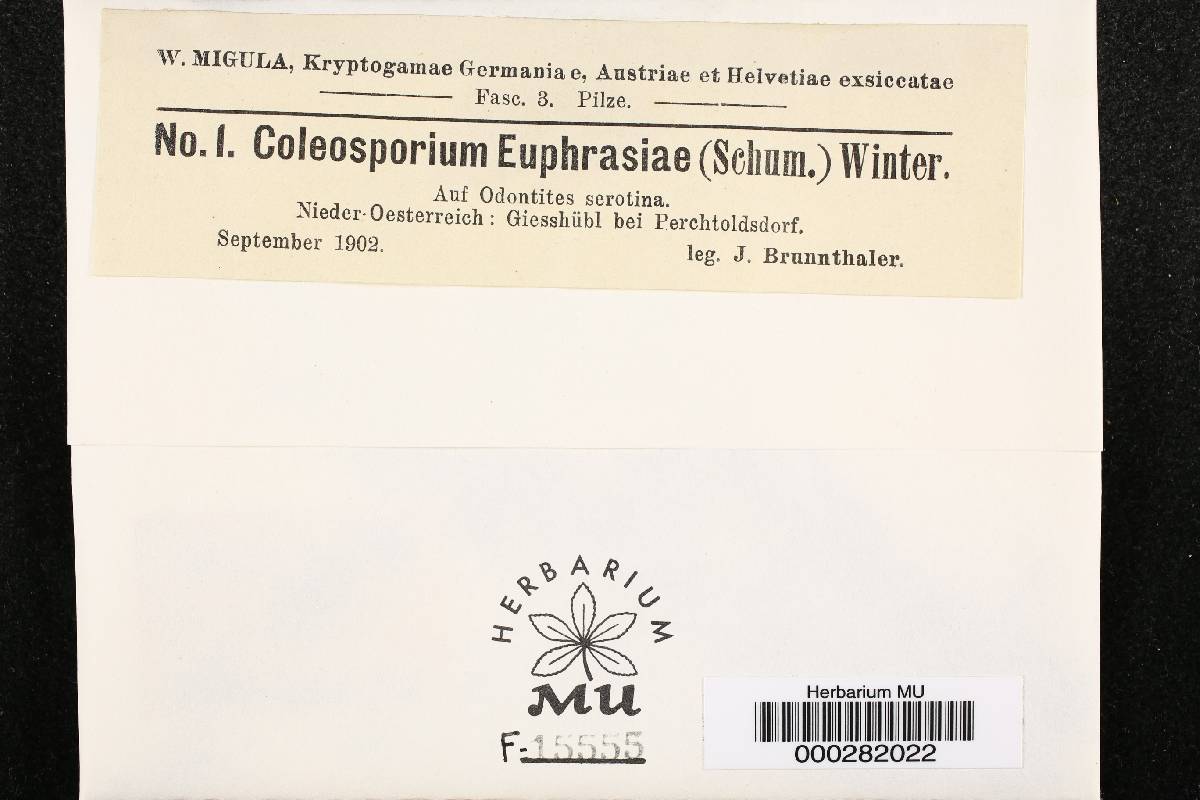 W. MIGULA, Kryptogamae Germaniae, Austriae et Helvetiae exsiccatae
Fasc. 3. Pilze.
No. 1. Coleosporium Euphrasiae (Schum.) Winter.
Auf Odontites serotina.
Nieder-Oesterreich: Giesshübl bei Perchtoldsdorf.
September 1902. leg. J. Brunnthaler.
HERBARIUM
MU
F-15555
Herbarium MU
000282022